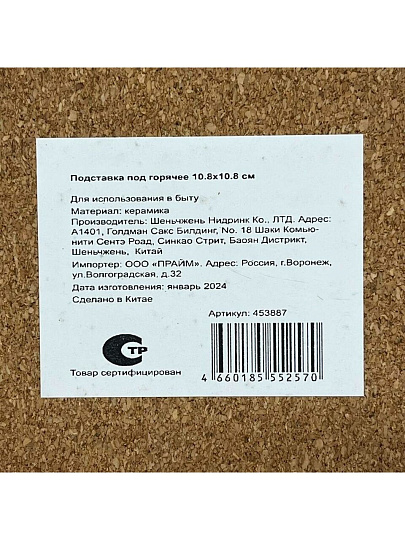 Подставка под горячее 10.8x10.8 см
Для использования в быту
Материал: керамика
Производитель: Шеньчжень Нидринк Ко., ЛТД. Адрес:
А1401, Голдман Сакс Билдинг, No. 18 Шаки Комью-
нити Сентэ Роад, Синкао Стрит, Баоян Дистрикт,
Шеньчжень, Китай
Импортер: ООО «ПРАЙМ». Адрес: Россия, г.Воронеж,
ул.Волгоградская, д.32
Дата изготовления: январь 2024
Сделано в Китае
Артикул: 453887
ТР
Товар сертифицирован
4 660185 552570